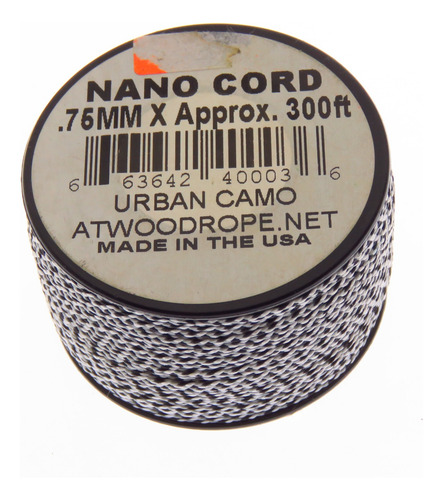 NANO CORD
.75MM X Approx. 300ft
6 63642 40003 6
URBAN CAMO
ATWOODROPE.NET
MADE IN THE USA